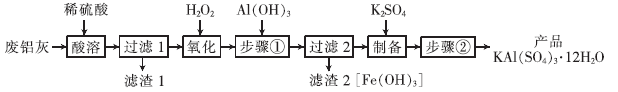 稀硫酸 H₂O₂ Al(OH)₃ K₂SO₄
废铝灰 酸溶 过滤1 氧化 步骤① 过滤2 制备 步骤② 产品
KAl(SO₄)₃·12H₂O
滤渣1 滤渣2 [Fe(OH)₃]